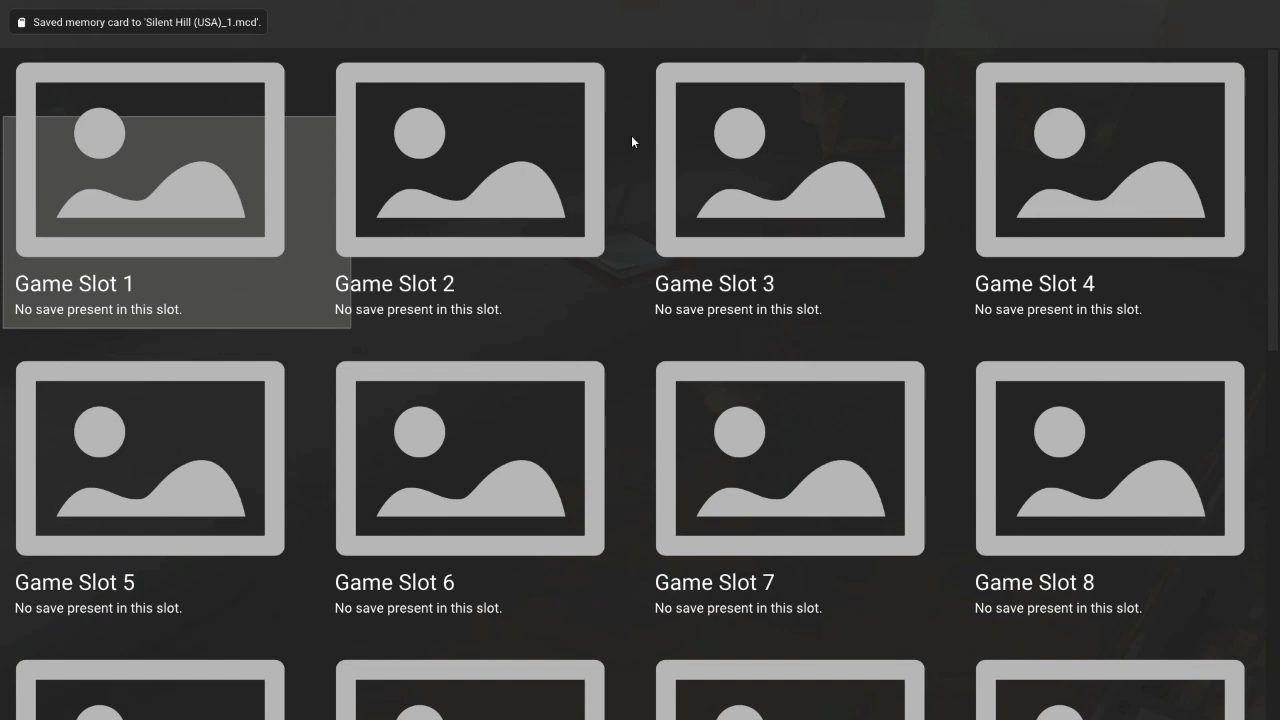 Saved memory card to 'Silent Hill (USA)_1.mcd'.
Game Slot 1
No save present in this slot.
Game Slot 2
No save present in this slot.
Game Slot 3
No save present in this slot.
Game Slot 4
No save present in this slot.
Game Slot 5
No save present in this slot.
Game Slot 6
No save present in this slot.
Game Slot 7
No save present in this slot.
Game Slot 8
No save present in this slot.